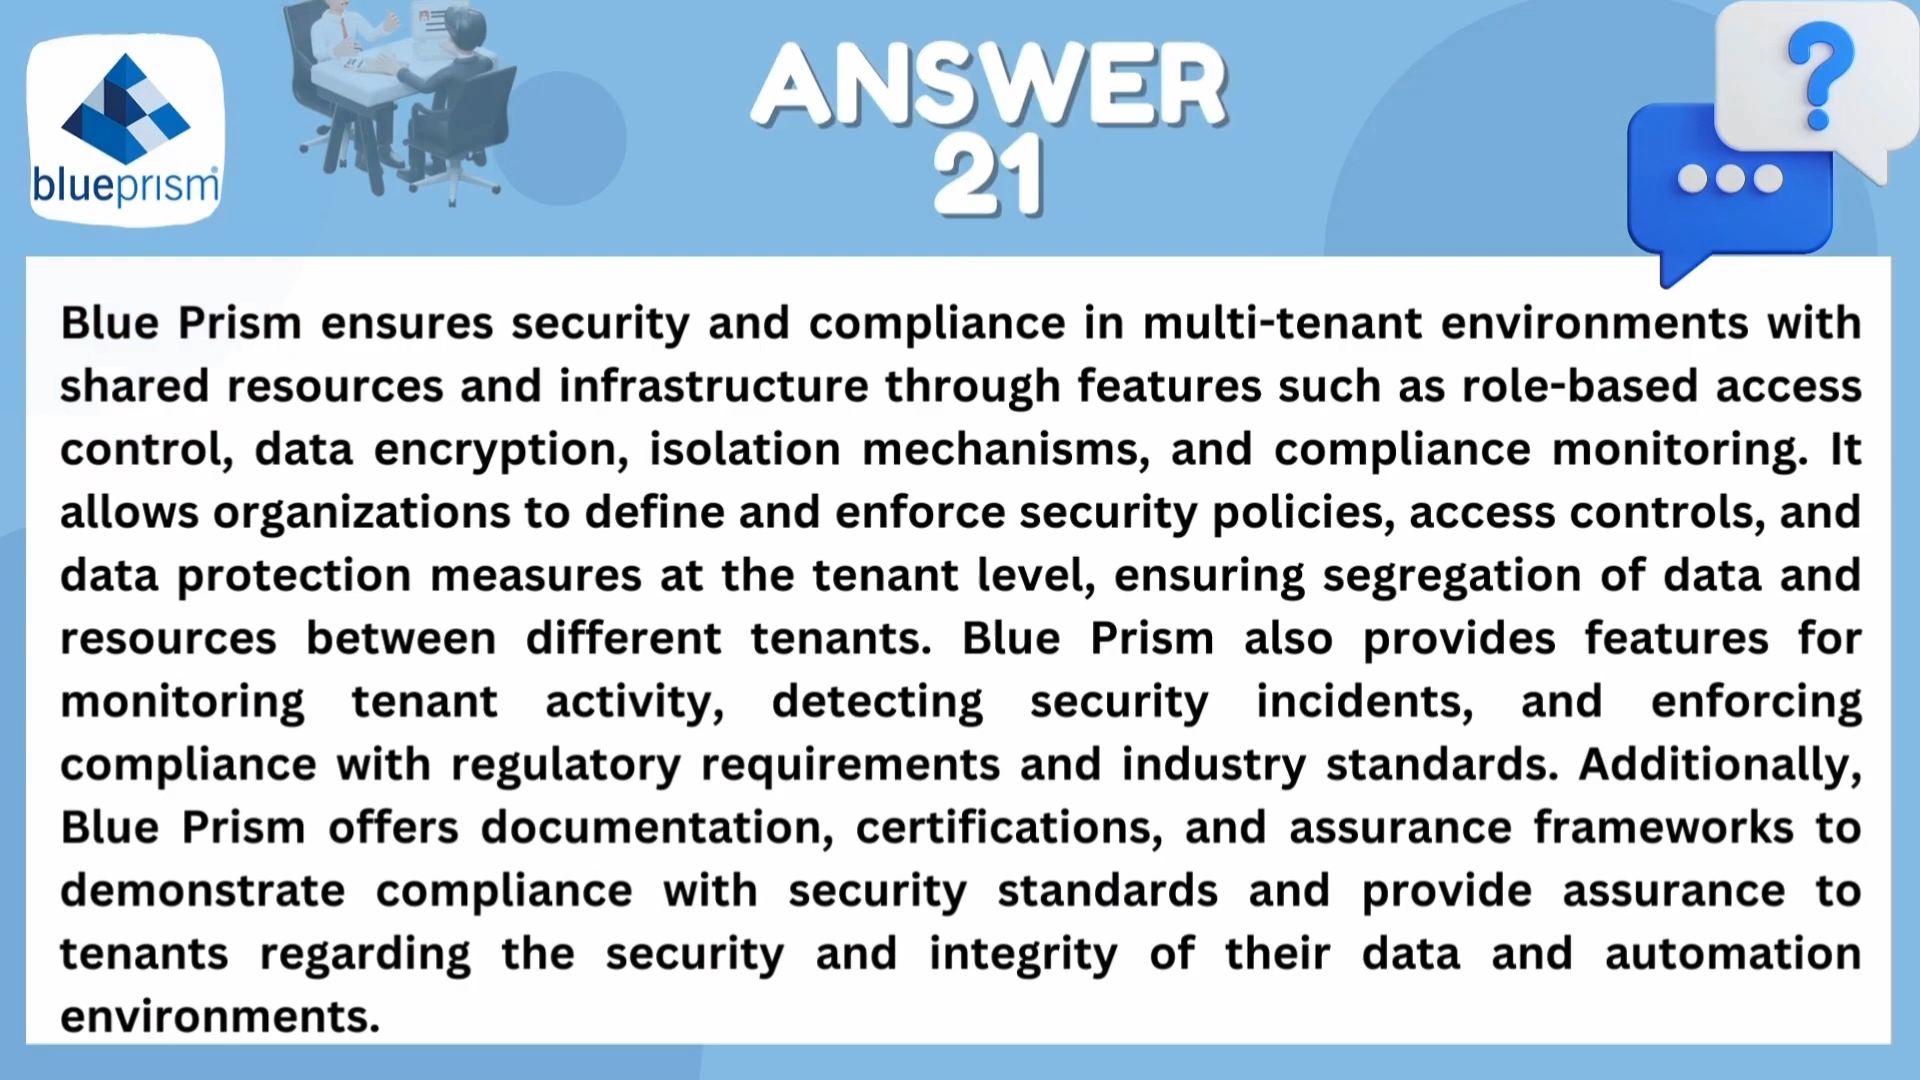 blueprism
ANSWER
21
?
Blue Prism ensures security and compliance in multi-tenant environments with
shared resources and infrastructure through features such as role-based access
control, data encryption, isolation mechanisms, and compliance monitoring. It
allows organizations to define and enforce security policies, access controls, and
data protection measures at the tenant level, ensuring segregation of data and
resources between different tenants. Blue Prism also provides features for
monitoring tenant activity, detecting security incidents, and enforcing
compliance with regulatory requirements and industry standards. Additionally,
Blue Prism offers documentation, certifications, and assurance frameworks to
demonstrate compliance with security standards and provide assurance to
tenants regarding the security and integrity of their data and automation
environments.